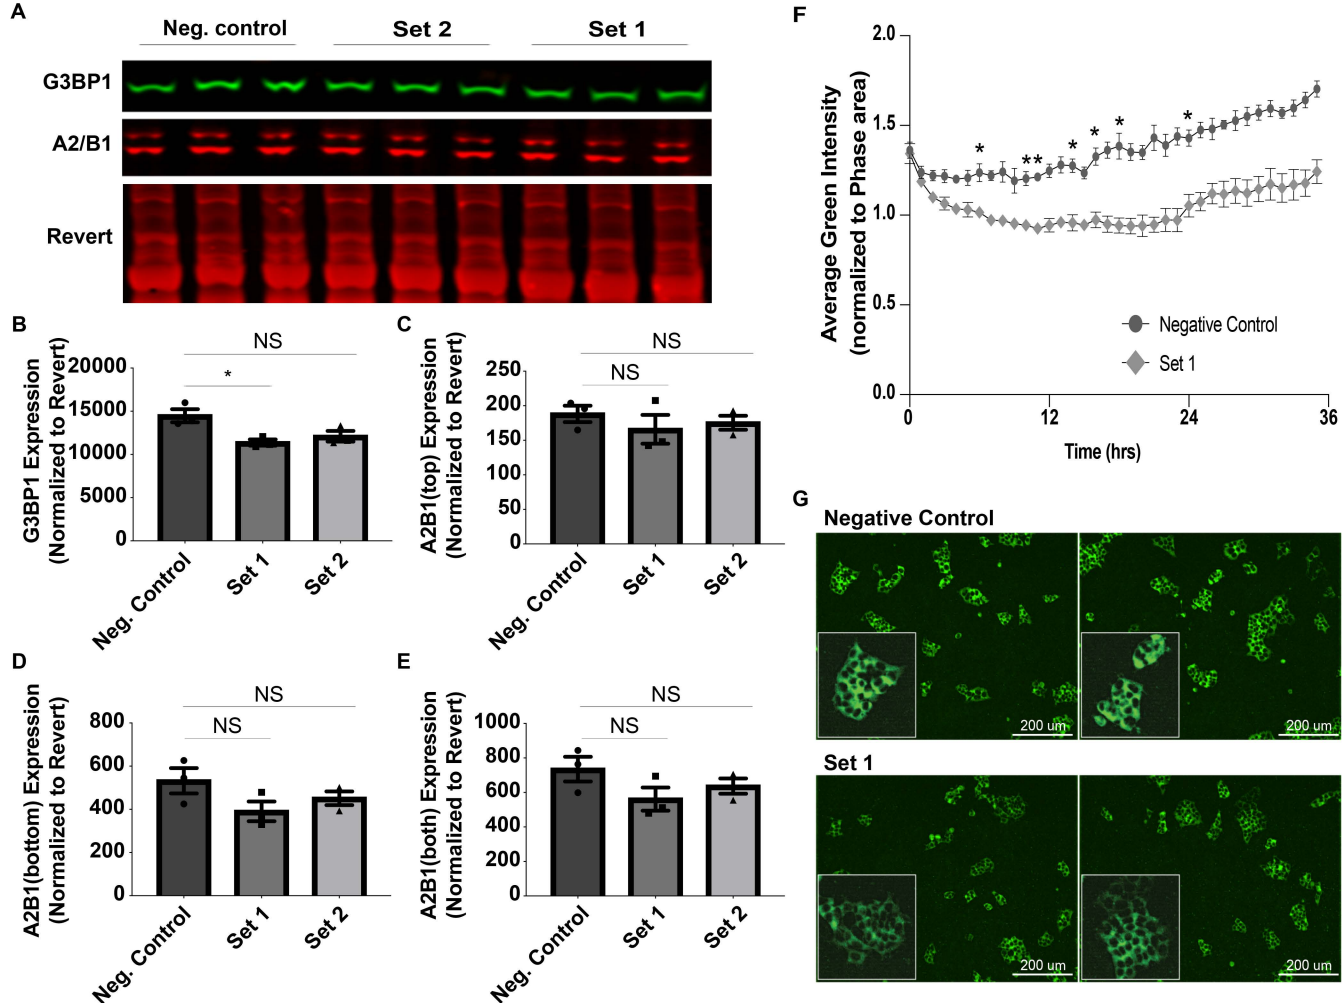 A
Neg. control
Set 2
Set 1
G3BP1
A2/B1
Revert
B
G3BP1 Expression
(Normalized to Revert)
20000
15000
10000
5000
0
NS
*
Neg. Control
Set 1
Set 2
C
A2B1(top) Expression
(Normalized to Revert)
250
200
150
100
50
0
NS
NS
Neg. Control
Set 1
Set 2
D
A2B1(bottom) Expression
(Normalized to Revert)
800
600
400
200
0
NS
NS
Neg. Control
Set 1
Set 2
E
A2B1(both) Expression
(Normalized to Revert)
1000
800
600
400
200
0
NS
NS
Neg. Control
Set 1
Set 2
F
Average Green Intensity
(normalized to Phase area)
2.0
1.5
1.0
0.5
0.0
* ** * * * *
Negative Control
Set 1
0 12 24 36
Time (hrs)
G
Negative Control
200 um
200 um
Set 1
200 um
200 um